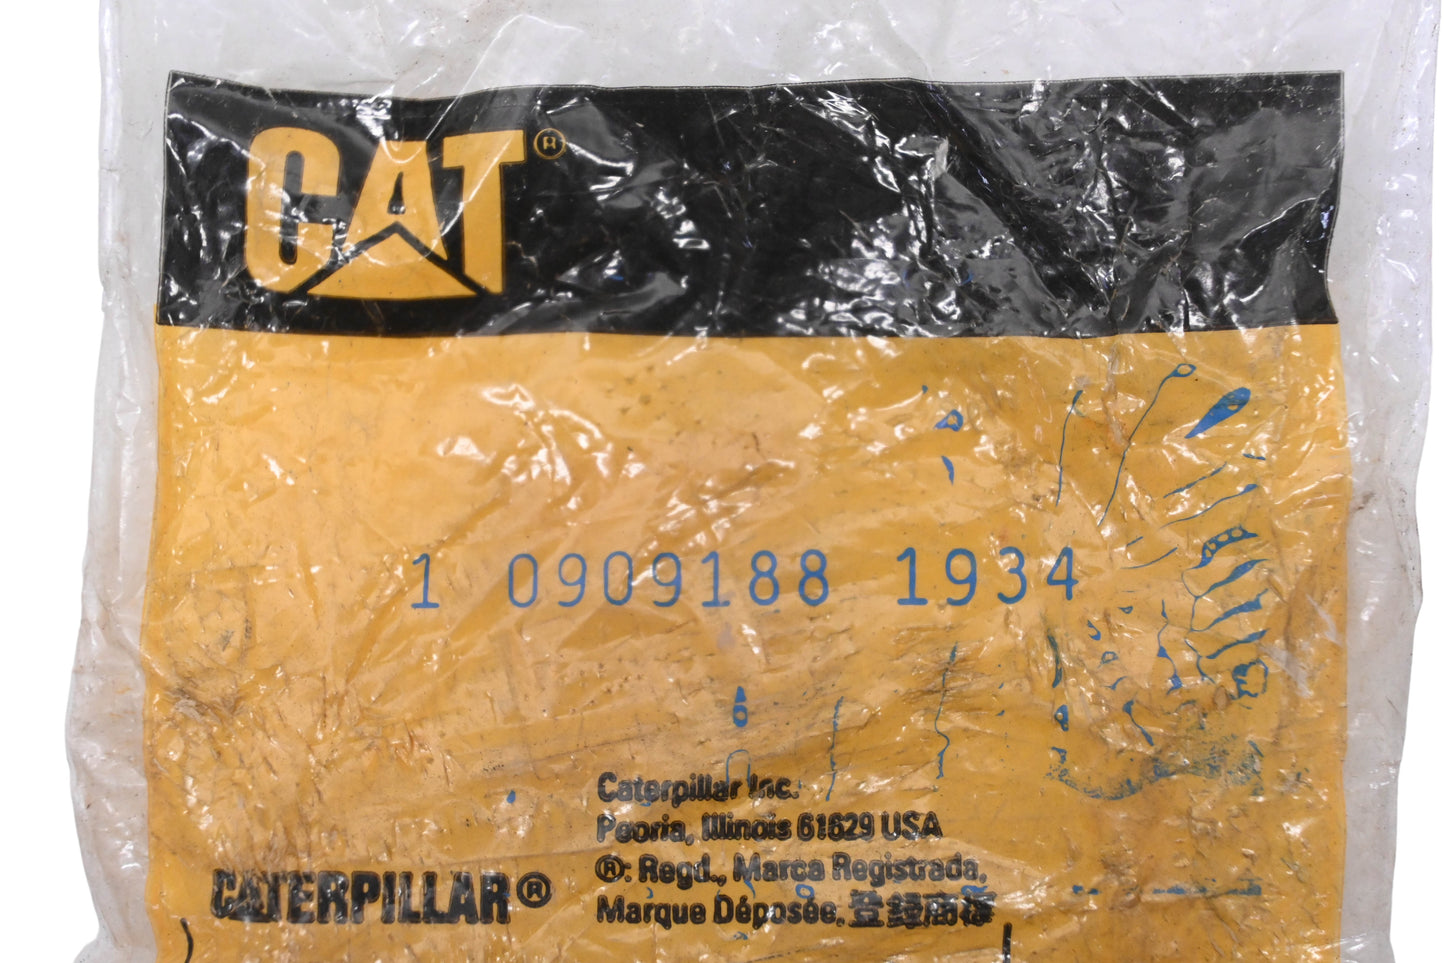 CAT®
1 0909188 1934
Caterpillar Inc.
Peoria, Illinois 61629 USA
®: Regd., Marca Registrada,
CATERPILLAR®
Marque Déposée, 登録商標